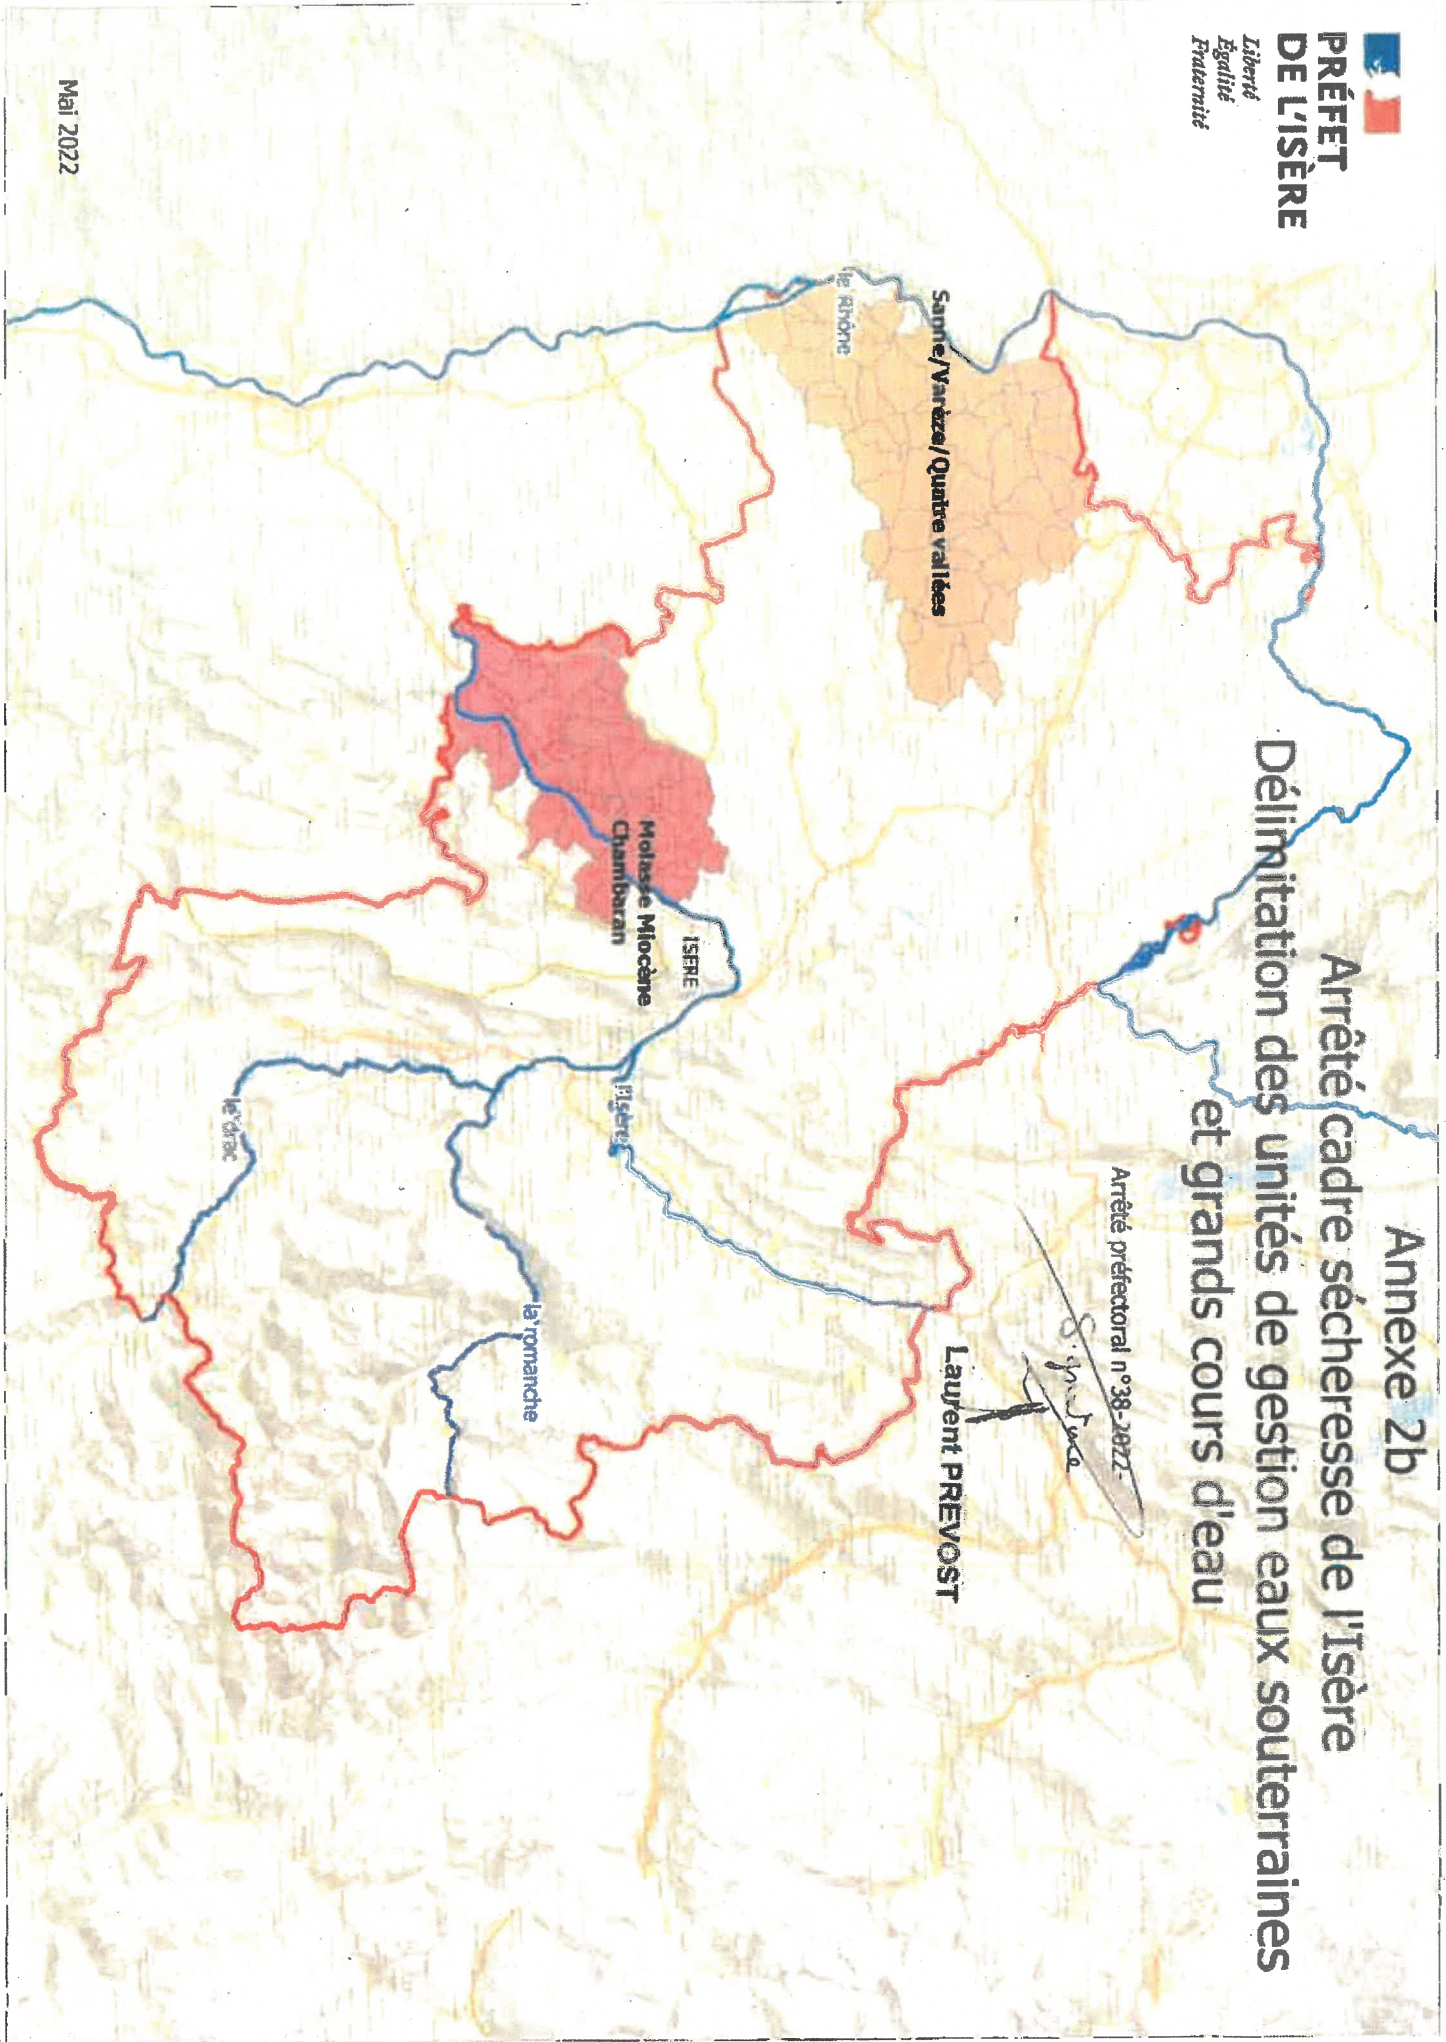 PRÉFET
DE L'ISÈRE
Liberté
Égalité
Fraternité
Annexe 2b
Arrêté cadre sécheresse de l'Isère
Délimitation des unités de gestion eaux souterraines
et grands cours d'eau
Arrêté préfectoral n°38-2022-
Signature
Laurent PRÉVOST
Sanne/Varèze/Quatre vallées
le Rhône
ISERE
Molasse Miocène
Chambaran
l'Isère
la romanche
le drac
Mai 2022